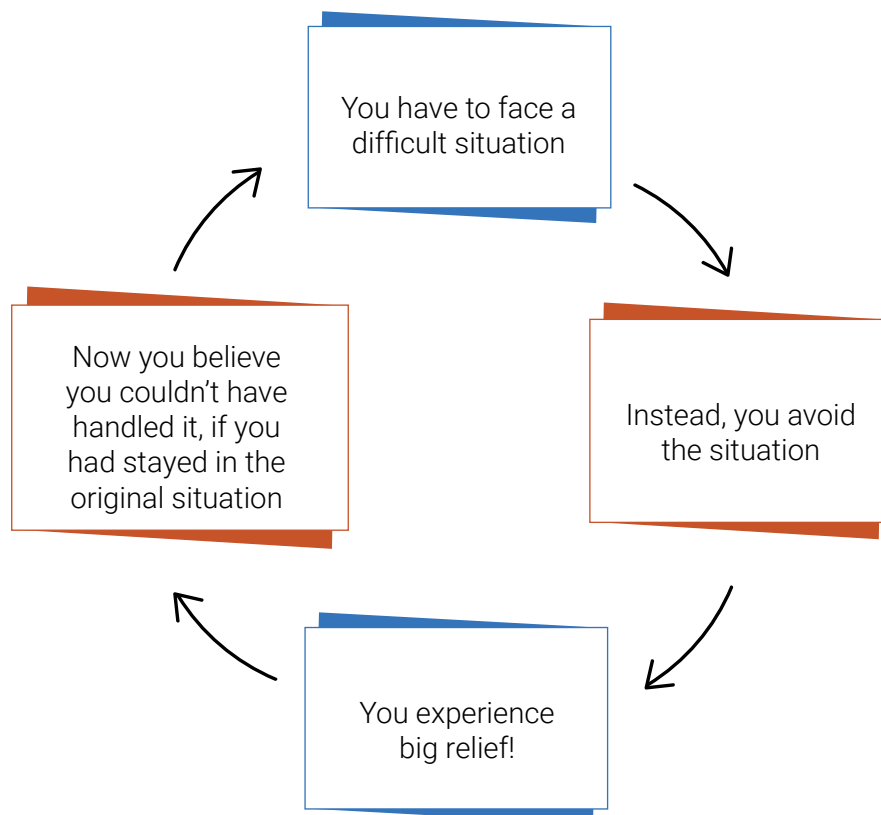 You have to face a
difficult situation
Instead, you avoid
the situation
You experience
big relief!
Now you believe
you couldn’t have
handled it, if you
had stayed in the
original situation